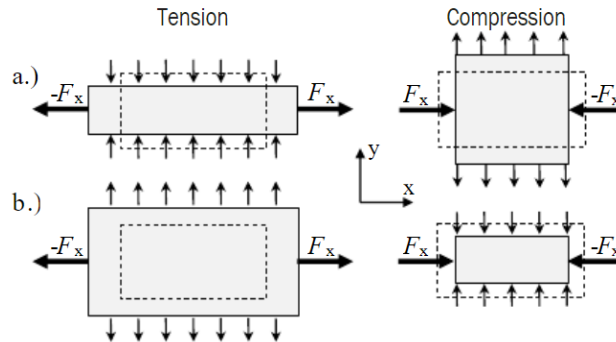 Tension Compression
a.)
-Fx Fx Fx -Fx
y
x
b.)
-Fx Fx Fx -Fx